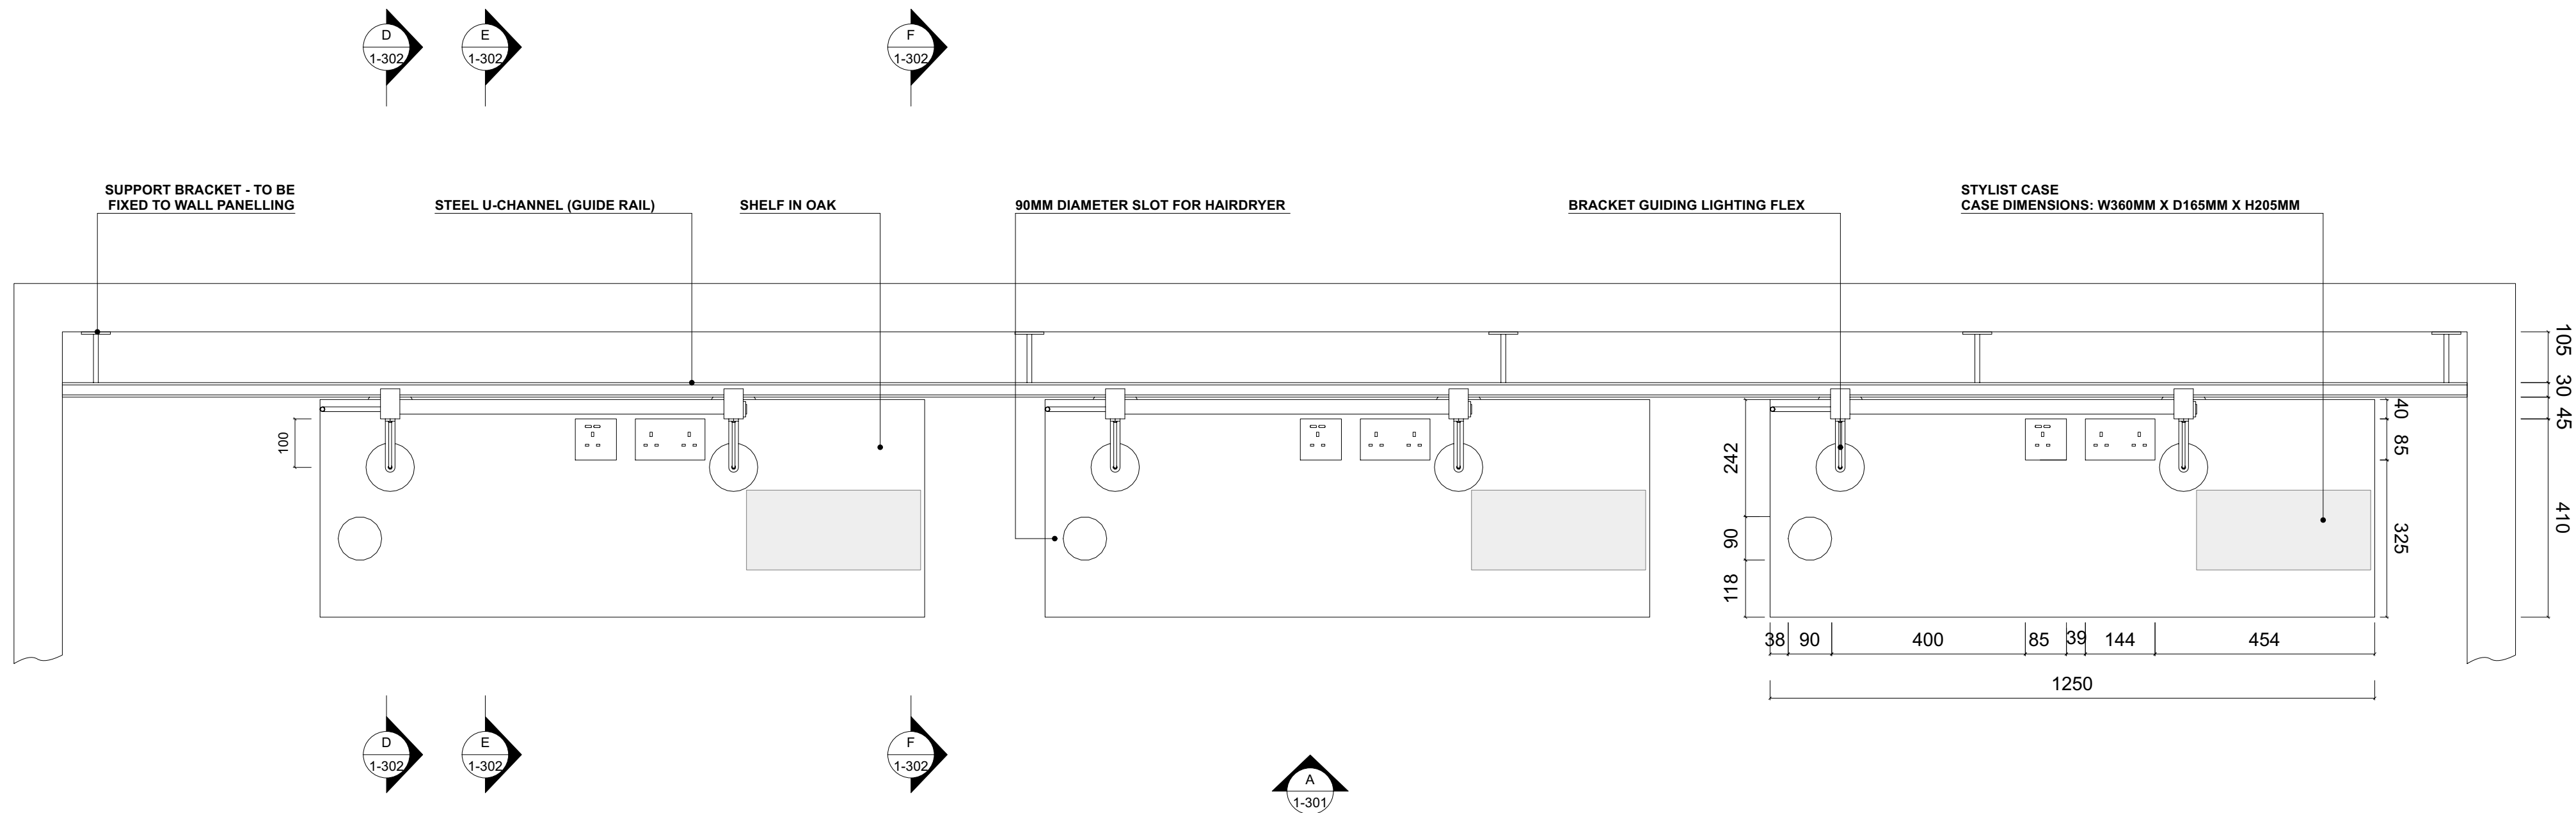 D
1-302
E
1-302
F
1-302
SUPPORT BRACKET - TO BE
FIXED TO WALL PANELLING
STEEL U-CHANNEL (GUIDE RAIL)
SHELF IN OAK
90MM DIAMETER SLOT FOR HAIRDRYER
BRACKET GUIDING LIGHTING FLEX
STYLIST CASE
CASE DIMENSIONS: W360MM X D165MM X H205MM
105
30
45
410
40
85
325
100
242
90
118
38
90
400
85
39
144
454
1250
D
1-302
E
1-302
F
1-302
A
1-301